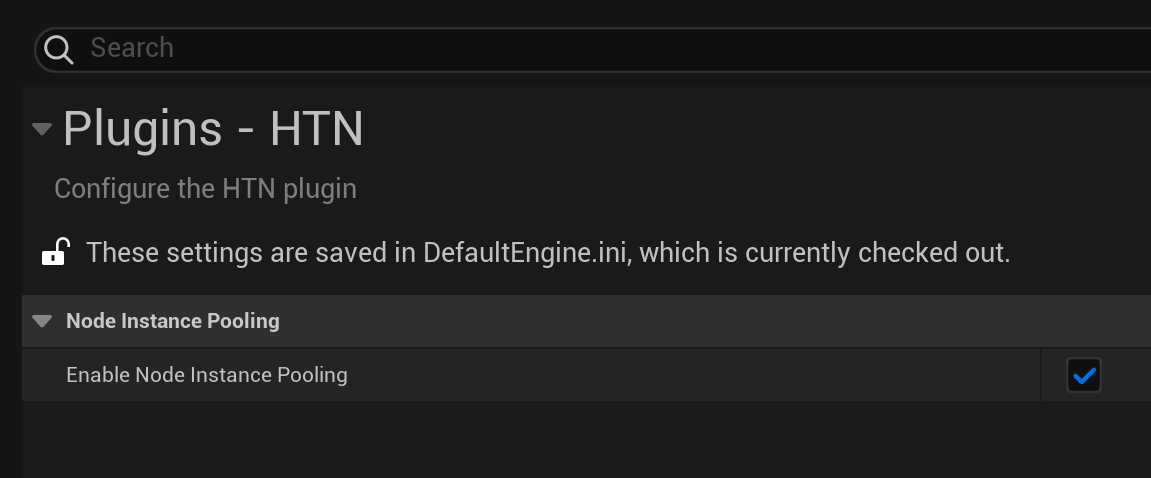 Search
Plugins - HTN
Configure the HTN plugin
These settings are saved in DefaultEngine.ini, which is currently checked out.
Node Instance Pooling
Enable Node Instance Pooling